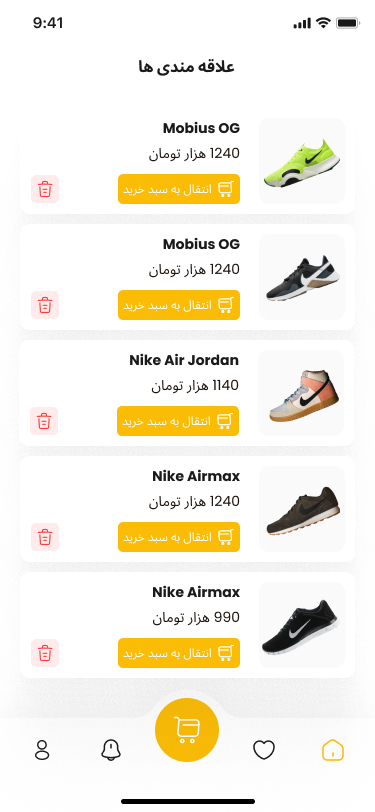 9:41
علاقه مندی ها
Mobius OG
1240 هزار تومان
انتقال به سبد خرید
Mobius OG
1240 هزار تومان
انتقال به سبد خرید
Nike Air Jordan
1140 هزار تومان
انتقال به سبد خرید
Nike Airmax
1240 هزار تومان
انتقال به سبد خرید
Nike Airmax
990 هزار تومان
انتقال به سبد خرید